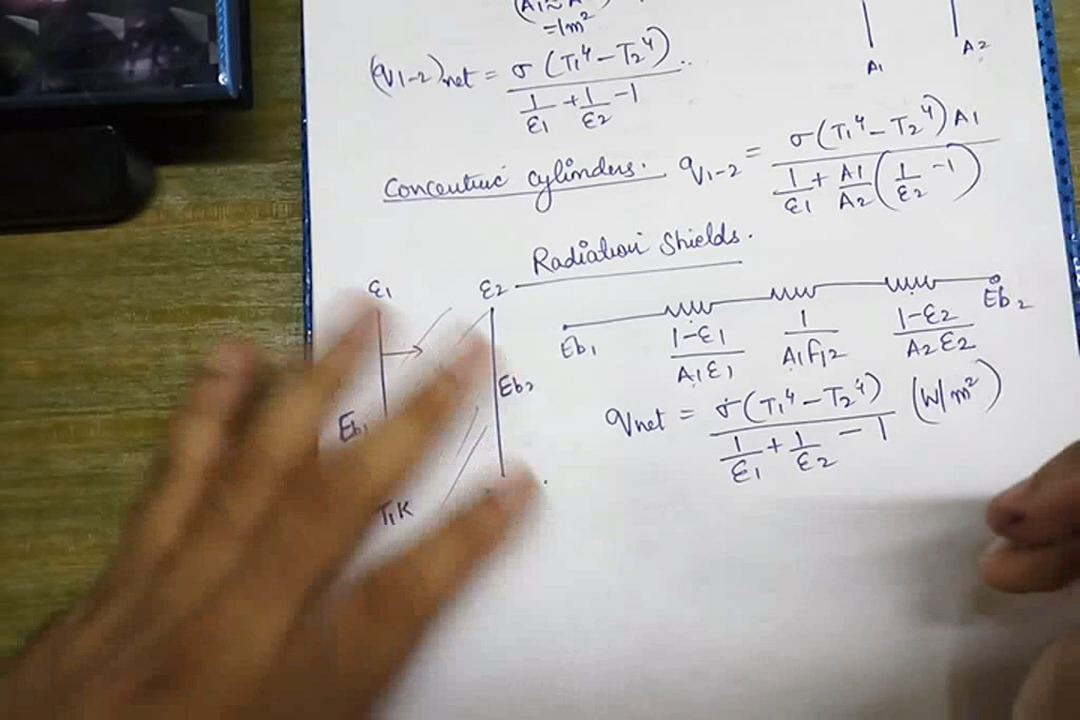 (A1≈A
=1m²
A1
A2
(q1-2)net = σ(T1⁴-T2⁴) / (1/ε1 + 1/ε2 - 1) ..
Concentric cylinders. q1-2 = σ(T1⁴-T2⁴)A1 / (1/ε1 + A1/A2 (1/ε2 - 1))
Radiation Shields.
ε1
ε2
Eb1
Eb2
T1K
Eb1
1-ε1 / A1ε1
1 / A1F12
1-ε2 / A2ε2
Eb2
qnet = σ(T1⁴-T2⁴) / (1/ε1 + 1/ε2 - 1) (W/m²)